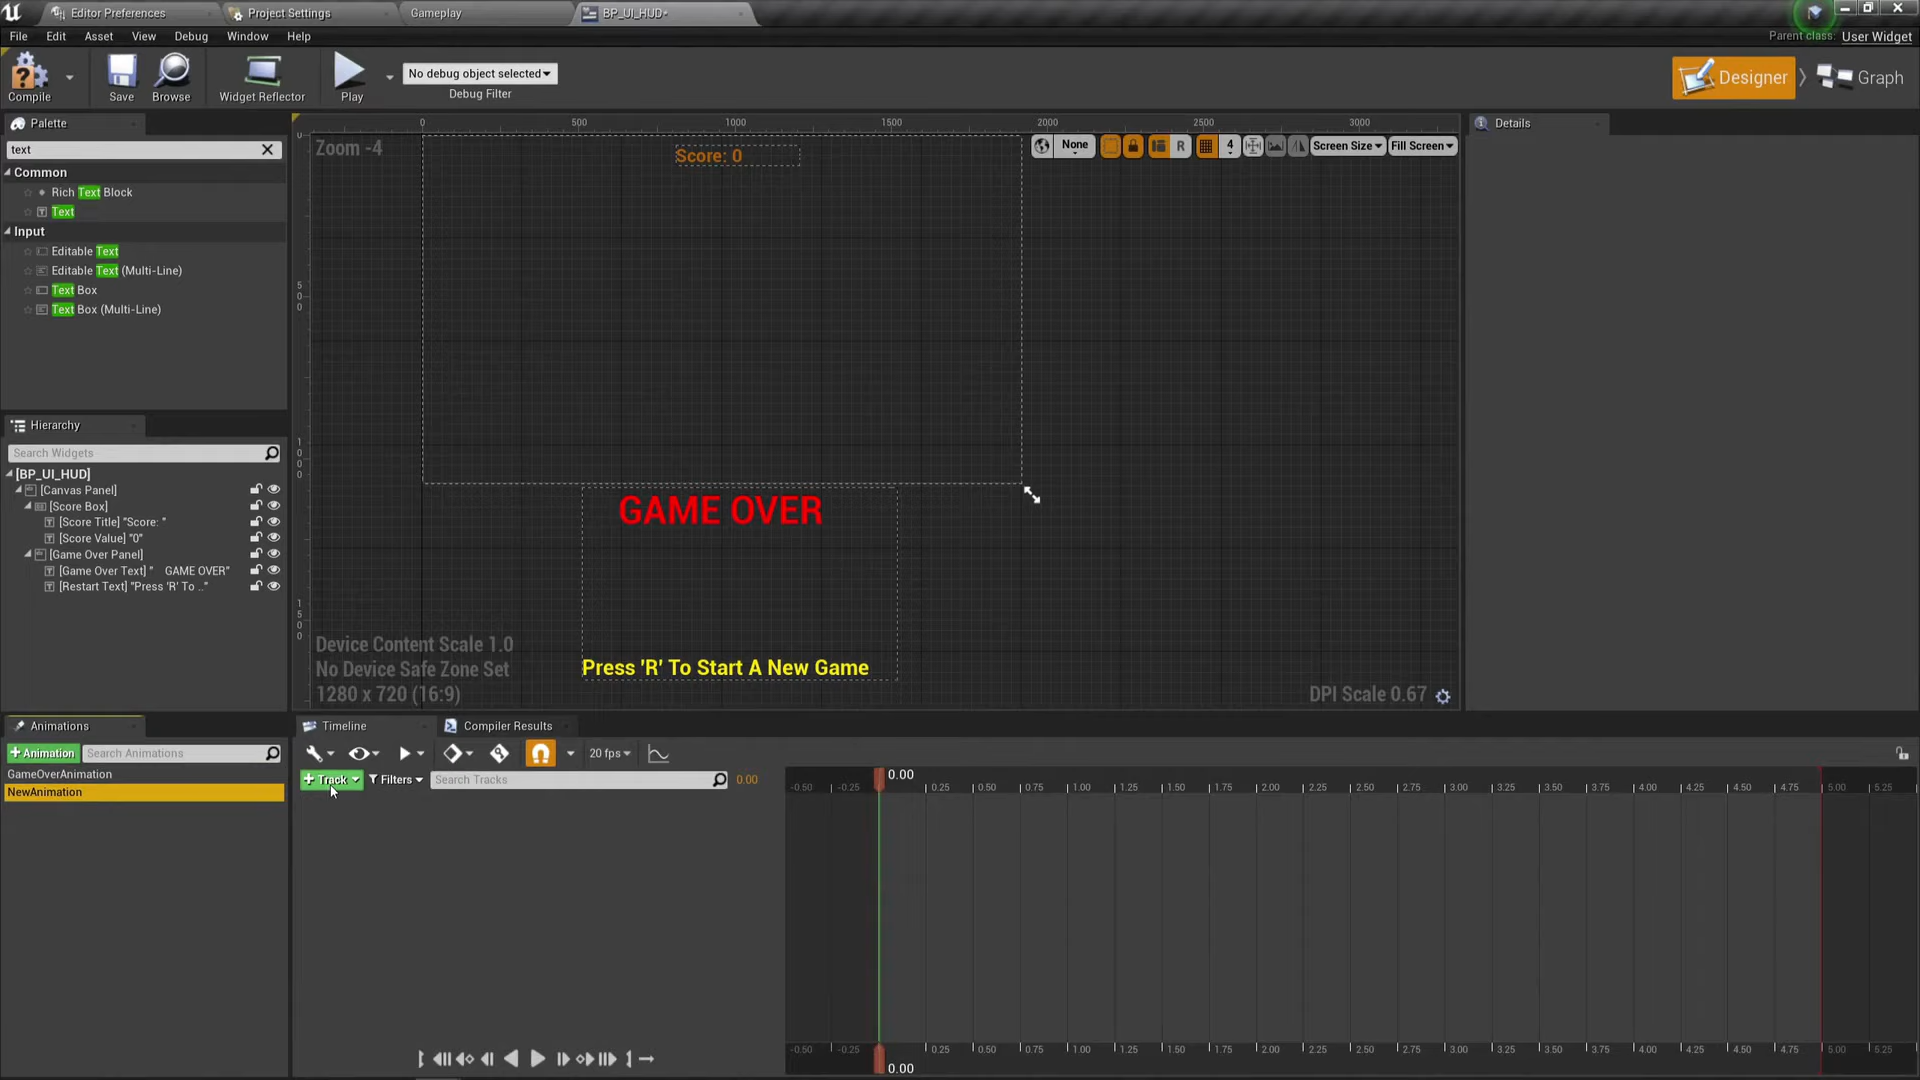 Editor Preferences
Project Settings
Gameplay
BP_UI_HUD*
File Edit Asset View Debug Window Help
Parent class: User Widget
Compile
Save
Browse
Widget Reflector
Play
No debug object selected
Debug Filter
Designer
Graph
Palette
text
Common
Rich Text Block
Text
Input
Editable Text
Editable Text (Multi-Line)
Text Box
Text Box (Multi-Line)
Hierarchy
Search Widgets
[BP_UI_HUD]
[Canvas Panel]
[Score Box]
[Score Title] "Score: "
[Score Value] "0"
[Game Over Panel]
[Game Over Text] " GAME OVER"
[Restart Text] "Press 'R' To .."
0 500 1000 1500 2000 2500 3000
0
500
1000
1500
Zoom -4
Score: 0
None
R
4
Screen Size
Fill Screen
GAME OVER
Press 'R' To Start A New Game
Device Content Scale 1.0
No Device Safe Zone Set
1280 x 720 (16:9)
DPI Scale 0.67
Details
Animations
+ Animation
Search Animations
GameOverAnimation
NewAnimation
Timeline
Compiler Results
20 fps
+ Track
Filters
Search Tracks
0.00
0.00
-0.50 -0.25 0.25 0.50 0.75 1.00 1.25 1.50 1.75 2.00 2.25 2.50 2.75 3.00 3.25 3.50 3.75 4.00 4.25 4.50 4.75 5.00 5.25
-0.50 -0.25 0.25 0.50 0.75 1.00 1.25 1.50 1.75 2.00 2.25 2.50 2.75 3.00 3.25 3.50 3.75 4.00 4.25 4.50 4.75 5.00 5.25
0.00